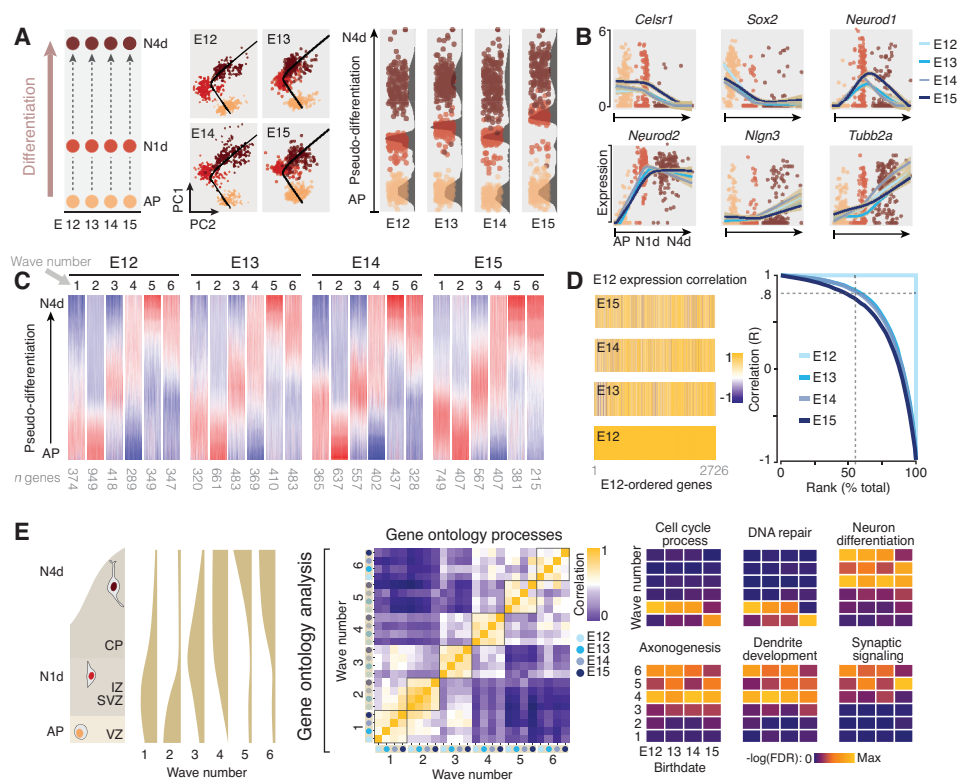 A
Differentiation
N4d
N1d
AP
E 12 13 14 15
E12
E13
E14
E15
PC1
PC2
N4d
Pseudo-differentiation
AP
E12
E13
E14
E15
B
Celsr1
Sox2
Neurod1
6
0
E12
E13
E14
E15
Neurod2
Nlgn3
Tubb2a
Expression
AP N1d N4d
Wave number
C
E12
E13
E14
E15
1 2 3 4 5 6
1 2 3 4 5 6
1 2 3 4 5 6
1 2 3 4 5 6
N4d
Pseudo-differentiation
AP
n genes
374 949 418 289 349 347
320 661 483 369 410 483
365 637 557 402 437 328
749 407 567 407 381 215
D
E12 expression correlation
E15
E14
E13
E12
1
-1
1 2726
E12-ordered genes
Correlation (R)
1
.8
0
-1
E12
E13
E14
E15
0 50 100
Rank (% total)
E
N4d
CP
N1d
IZ
SVZ
AP
VZ
1 2 3 4 5 6
Wave number
Gene ontology analysis
Gene ontology processes
Wave number
6
5
4
3
2
1
1 2 3 4 5 6
Wave number
1
0
Correlation
E12
E13
E14
E15
Cell cycle
process
DNA repair
Neuron
differentiation
Wave number
Axonogenesis
Dendrite
development
Synaptic
signaling
6
5
4
3
2
1
E12 13 14 15
Birthdate
-log(FDR): 0 Max